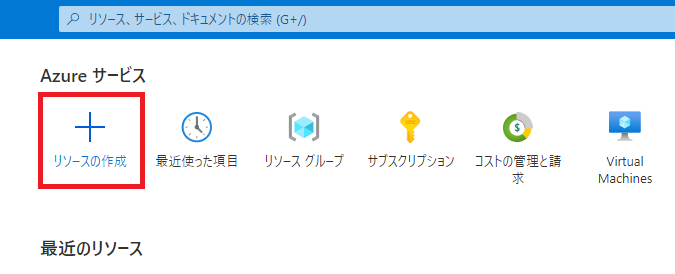 リソース、サービス、ドキュメントの検索 (G+/)
Azure サービス
リソースの作成
最近使った項目
リソース グループ
サブスクリプション
コストの管理と請
求
Virtual
Machines
最近のリソース